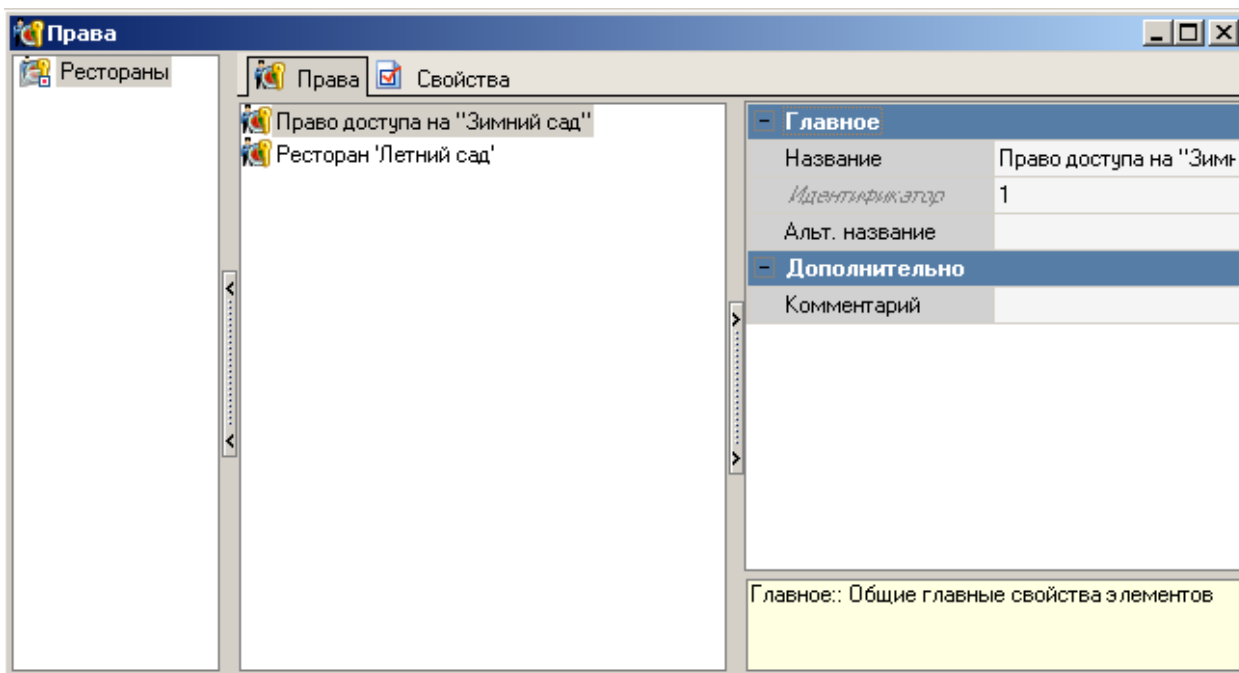 Права
Рестораны
Права
Свойства
Право доступа на "Зимний сад"
Ресторан 'Летний сад'
Главное
Название Право доступа на "Зимн
Идентификатор 1
Альт. название
Дополнительно
Комментарий
Главное:: Общие главные свойства элементов